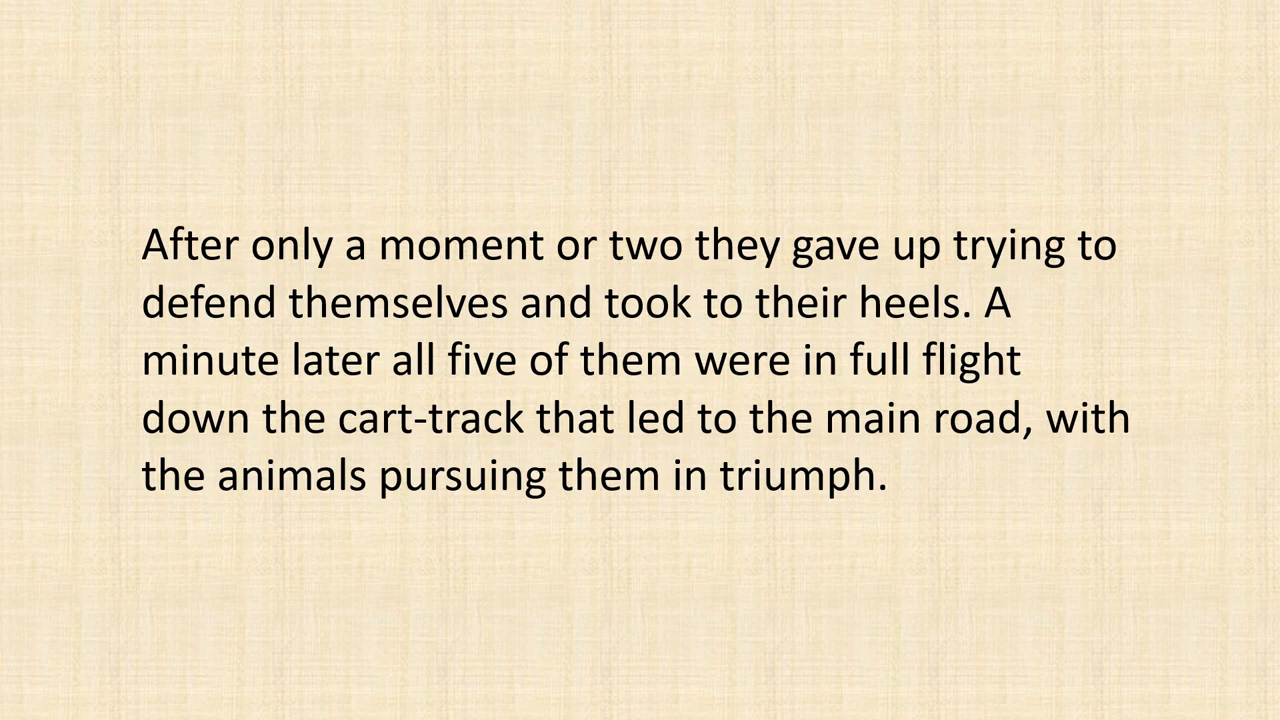 After only a moment or two they gave up trying to
defend themselves and took to their heels. A
minute later all five of them were in full flight
down the cart-track that led to the main road, with
the animals pursuing them in triumph.